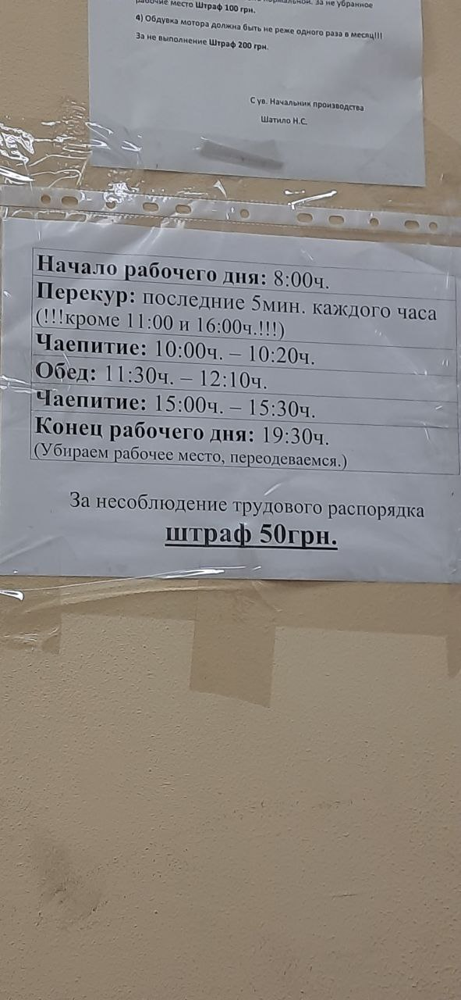 нормальной. За не убранное
рабочие место Штраф 100 грн.
4) Обдувка мотора должна быть не реже одного раза в месяц!!!
За не выполнение Штраф 200 грн.
С ув. Начальник производства
Шатило Н.С.
Начало рабочего дня: 8:00ч.
Перекур: последние 5мин. каждого часа
(!!!кроме 11:00 и 16:00ч.!!!)
Чаепитие: 10:00ч. – 10:20ч.
Обед: 11:30ч. – 12:10ч.
Чаепитие: 15:00ч. – 15:30ч.
Конец рабочего дня: 19:30ч.
(Убираем рабочее место, переодеваемся.)
За несоблюдение трудового распорядка
штраф 50грн.